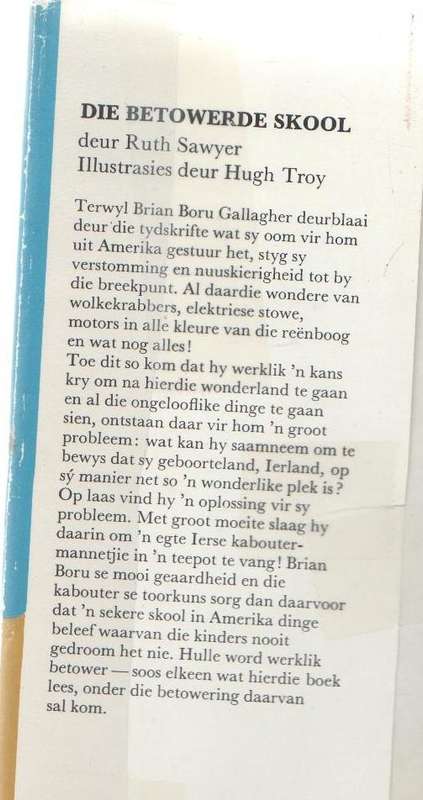 DIE BETOWERDE SKOOL
deur Ruth Sawyer
Illustrasies deur Hugh Troy
Terwyl Brian Boru Gallagher deurblaai
deur die tydskrifte wat sy oom vir hom
uit Amerika gestuur het, styg sy
verstomming en nuuskierigheid tot by
die breekpunt. Al daardie wondere van
wolkekrabbers, elektriese stowe,
motors in alle kleure van die reënboog
en wat nog alles!
Toe dit so kom dat hy werklik 'n kans
kry om na hierdie wonderland te gaan
en al die ongelooflike dinge te gaan
sien, ontstaan daar vir hom 'n groot
probleem: wat kan hy saamneem om te
bewys dat sy geboorteland, Ierland, op
sý manier net so 'n wonderlike plek is?
Op laas vind hy 'n oplossing vir sy
probleem. Met groot moeite slaag hy
daarin om 'n egte Ierse kabouter-
mannetjie in 'n teepot te vang! Brian
Boru se mooi geaardheid en die
kabouter se toorkuns sorg dan daarvoor
dat 'n sekere skool in Amerika dinge
beleef waarvan die kinders nooit
gedroom het nie. Hulle word werklik
betower — soos elkeen wat hierdie boek
lees, onder die betowering daarvan
sal kom.